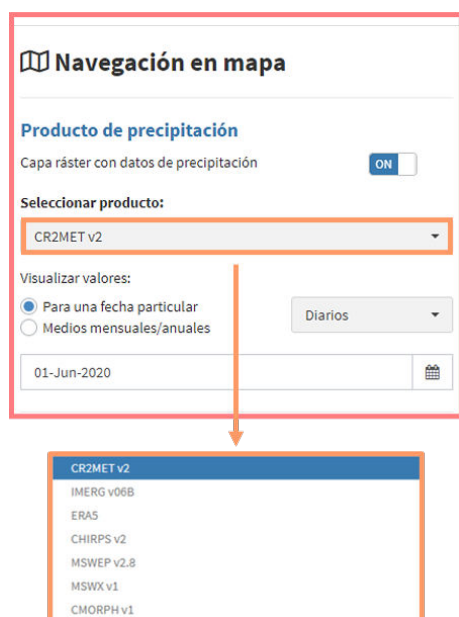 Navegación en mapa
Producto de precipitación
Capa ráster con datos de precipitación
ON
Seleccionar producto:
CR2MET v2
Visualizar valores:
Para una fecha particular
Diarios
Medios mensuales/anuales
01-Jun-2020
CR2MET v2
IMERG v06B
ERA5
CHIRPS v2
MSWEP v2.8
MSWX v1
CMORPH v1